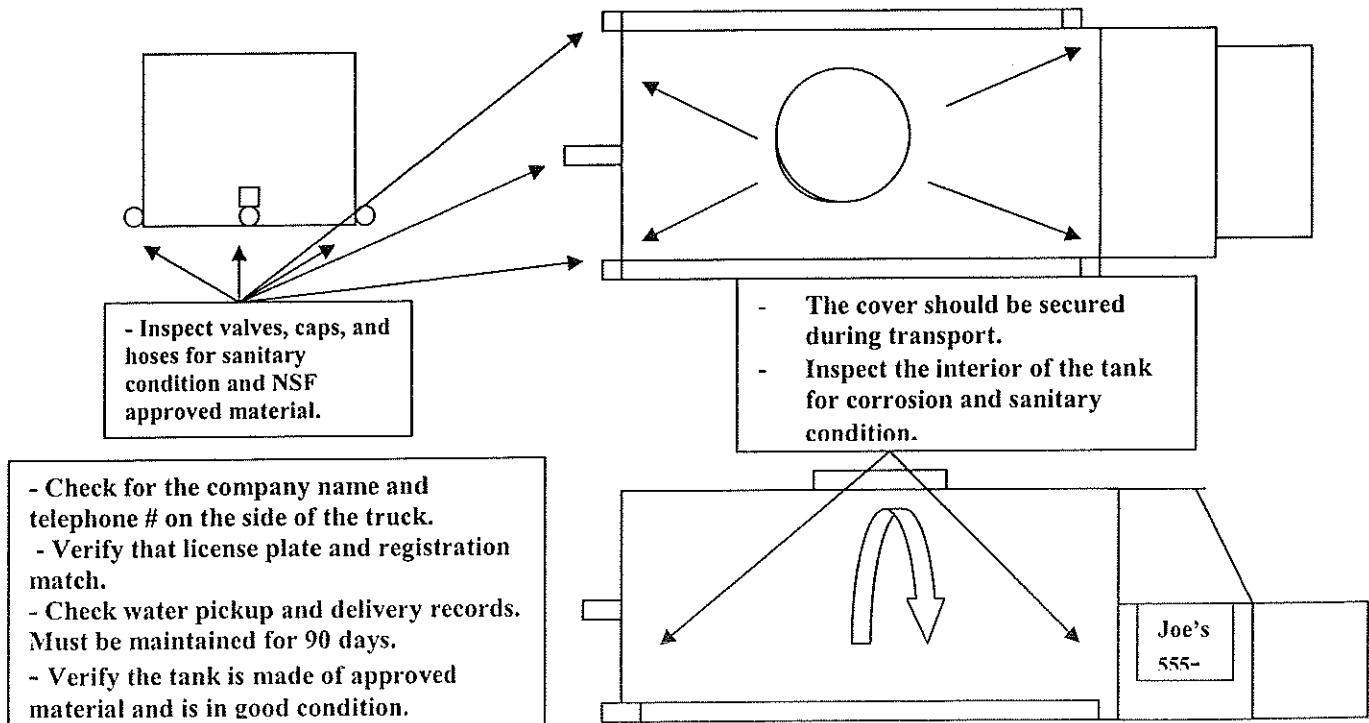 - Inspect valves, caps, and
hoses for sanitary
condition and NSF
approved material.
- The cover should be secured
during transport.
- Inspect the interior of the tank
for corrosion and sanitary
condition.
- Check for the company name and
telephone # on the side of the truck.
- Verify that license plate and registration
match.
- Check water pickup and delivery records.
Must be maintained for 90 days.
- Verify the tank is made of approved
material and is in good condition.
Joe's
555-